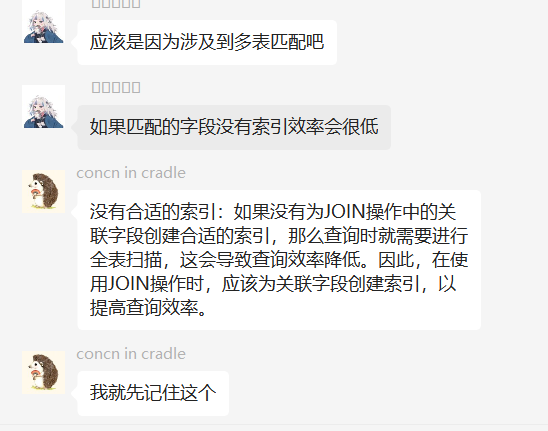 应该是因为涉及到多表匹配吧
如果匹配的字段没有索引效率会很低
concn in cradle
没有合适的索引：如果没有为JOIN操作中的关
联字段创建合适的索引，那么查询时就需要进行
全表扫描，这会导致查询效率降低。因此，在使
用JOIN操作时，应该为关联字段创建索引，以
提高查询效率。
concn in cradle
我就先记住这个